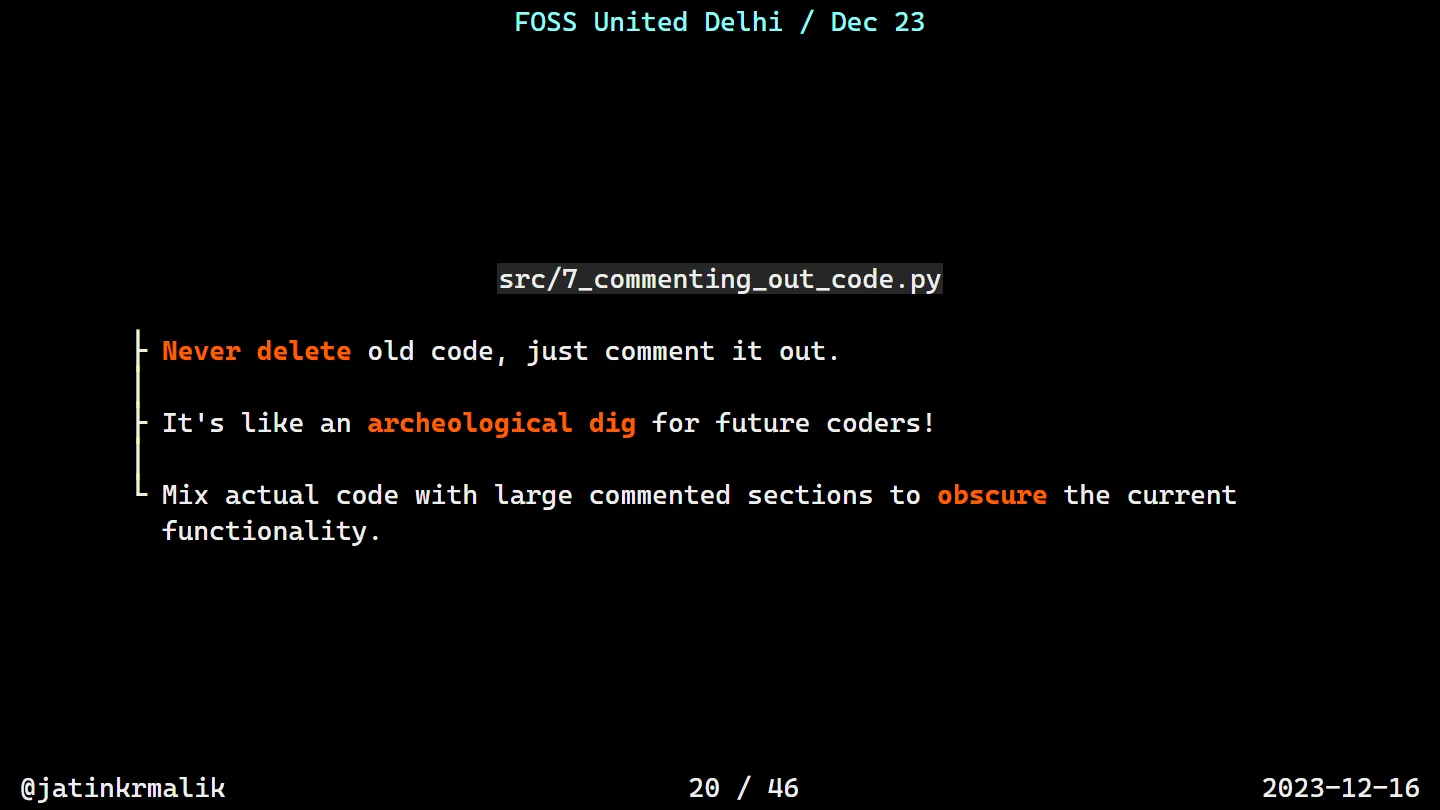 FOSS United Delhi / Dec 23
src/7_commenting_out_code.py
Never delete old code, just comment it out.
It's like an archeological dig for future coders!
Mix actual code with large commented sections to obscure the current
functionality.
@jatinkrmalik
20 / 46
2023-12-16